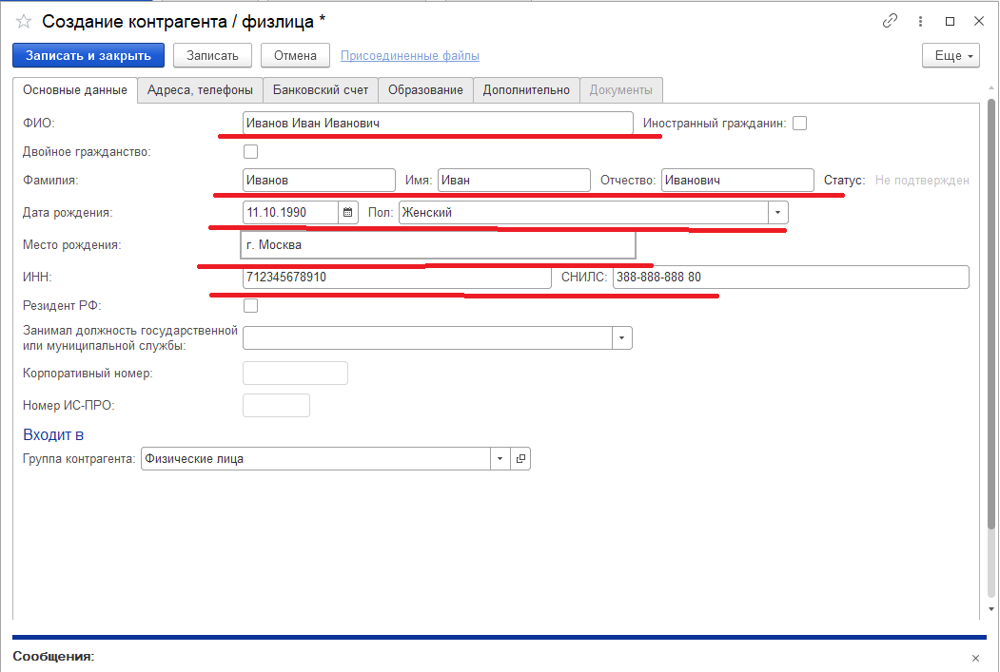 Создание контрагента / физлица *
Записать и закрыть Записать Отмена Присоединенные файлы Еще
Основные данные Адреса, телефоны Банковский счет Образование Дополнительно Документы
ФИО: Иванов Иван Иванович Иностранный гражданин:
Двойное гражданство:
Фамилия: Иванов Имя: Иван Отчество: Иванович Статус: Не подтвержден
Дата рождения: 11.10.1990 Пол: Женский
Место рождения: г. Москва
ИНН: 712345678910 СНИЛС: 388-888-888 80
Резидент РФ:
Занимал должность государственной
или муниципальной службы:
Корпоративный номер:
Номер ИС-ПРО:
Входит в
Группа контрагента: Физические лица
Сообщения: